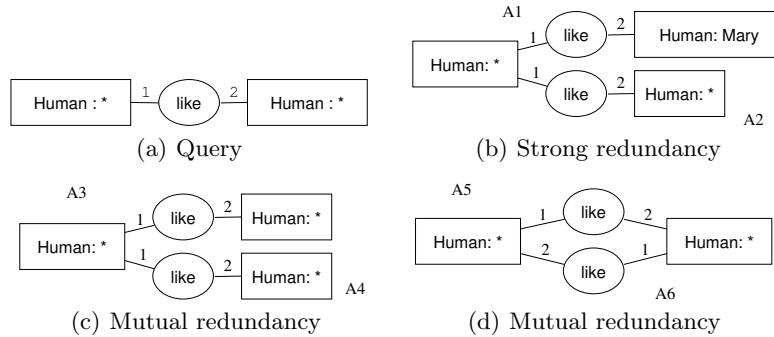 Human : * 1 like 2 Human : *
(a) Query
A1
1 like 2 Human: Mary
Human: *
1 like 2 Human: *
A2
(b) Strong redundancy
A3
1 like 2 Human: *
Human: *
1 like 2 Human: *
A4
(c) Mutual redundancy
A5
1 like 2
Human: * Human: *
2 like 1
A6
(d) Mutual redundancy